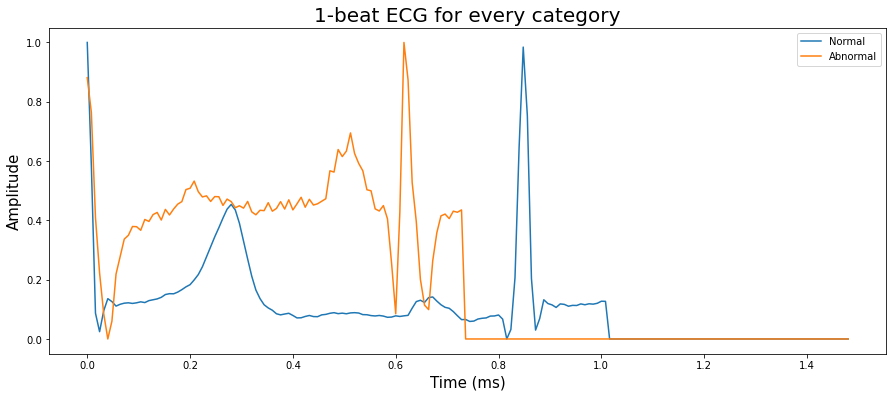 1-beat ECG for every category
Normal
Abnormal
Amplitude
1.0
0.8
0.6
0.4
0.2
0.0
0.0 0.2 0.4 0.6 0.8 1.0 1.2 1.4
Time (ms)